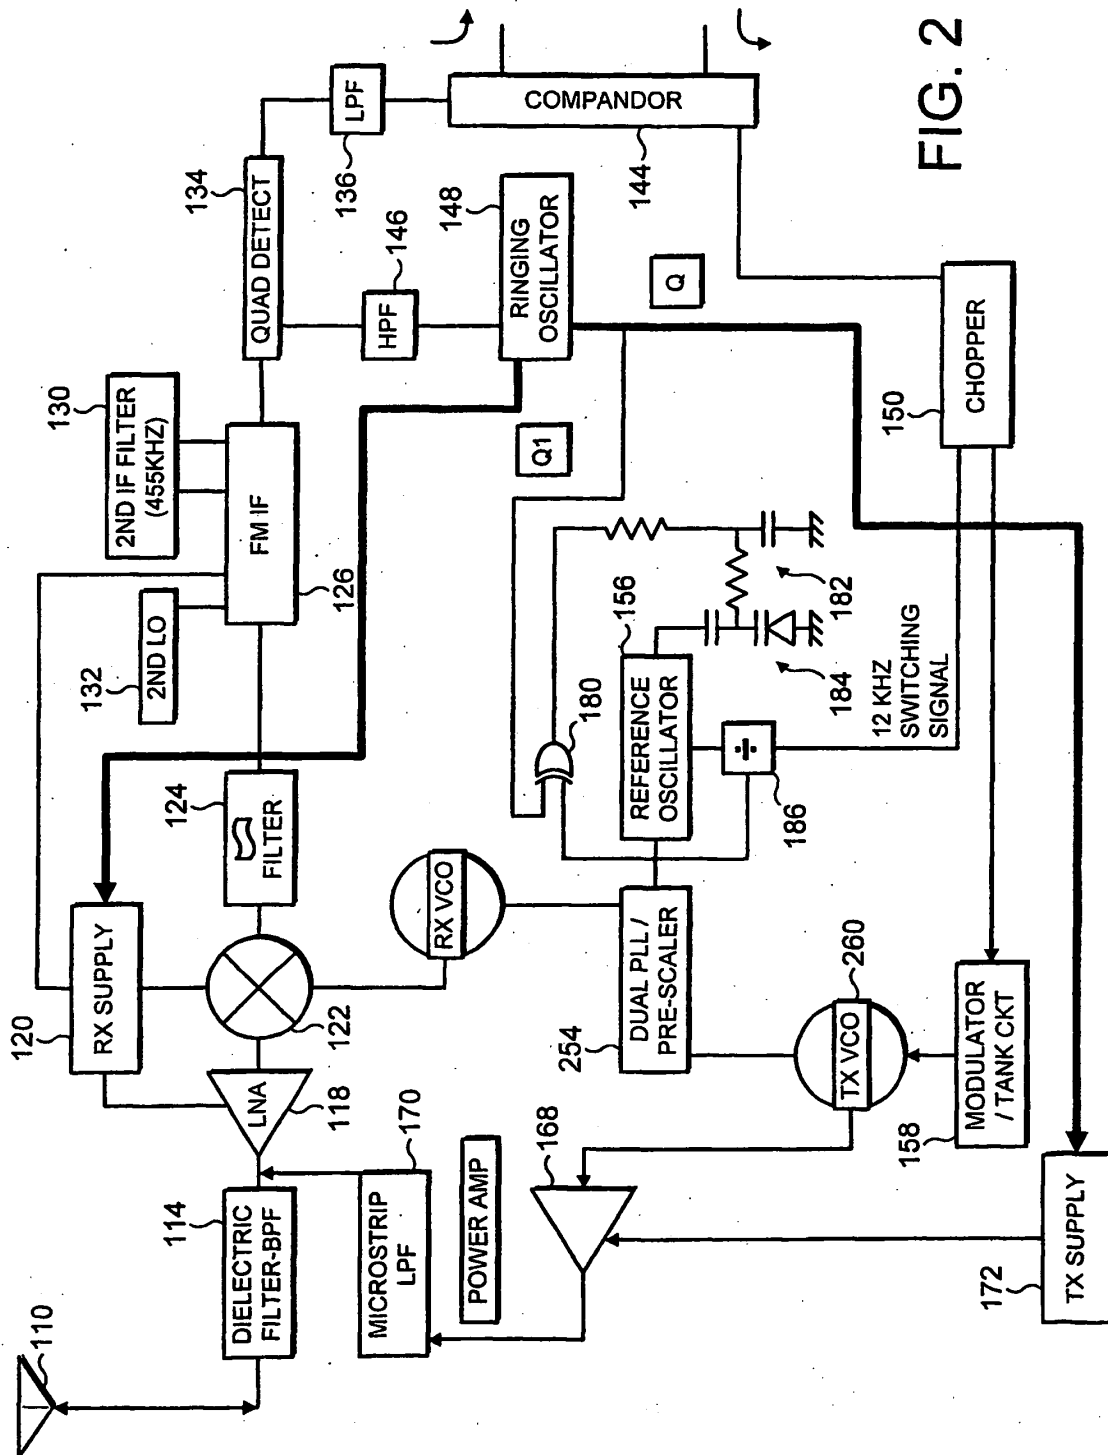 110
114
DIELECTRIC
FILTER-BPF
170
MICROSTRIP
LPF
POWER AMP
118
LNA
120
RX SUPPLY
122
124
FILTER
132
2ND LO
130
2ND IF FILTER
(455KHZ)
FM IF
126
134
QUAD DETECT
LPF
136
HPF
146
148
RINGING
OSCILLATOR
COMPANDOR
144
Q1
Q
RX VCO
180
156
REFERENCE
OSCILLATOR
182
184
÷
186
12 KHZ
SWITCHING
SIGNAL
150
CHOPPER
254
DUAL PLL /
PRE-SCALER
260
TX VCO
168
158
MODULATOR
/ TANK CKT
172
TX SUPPLY
FIG. 2